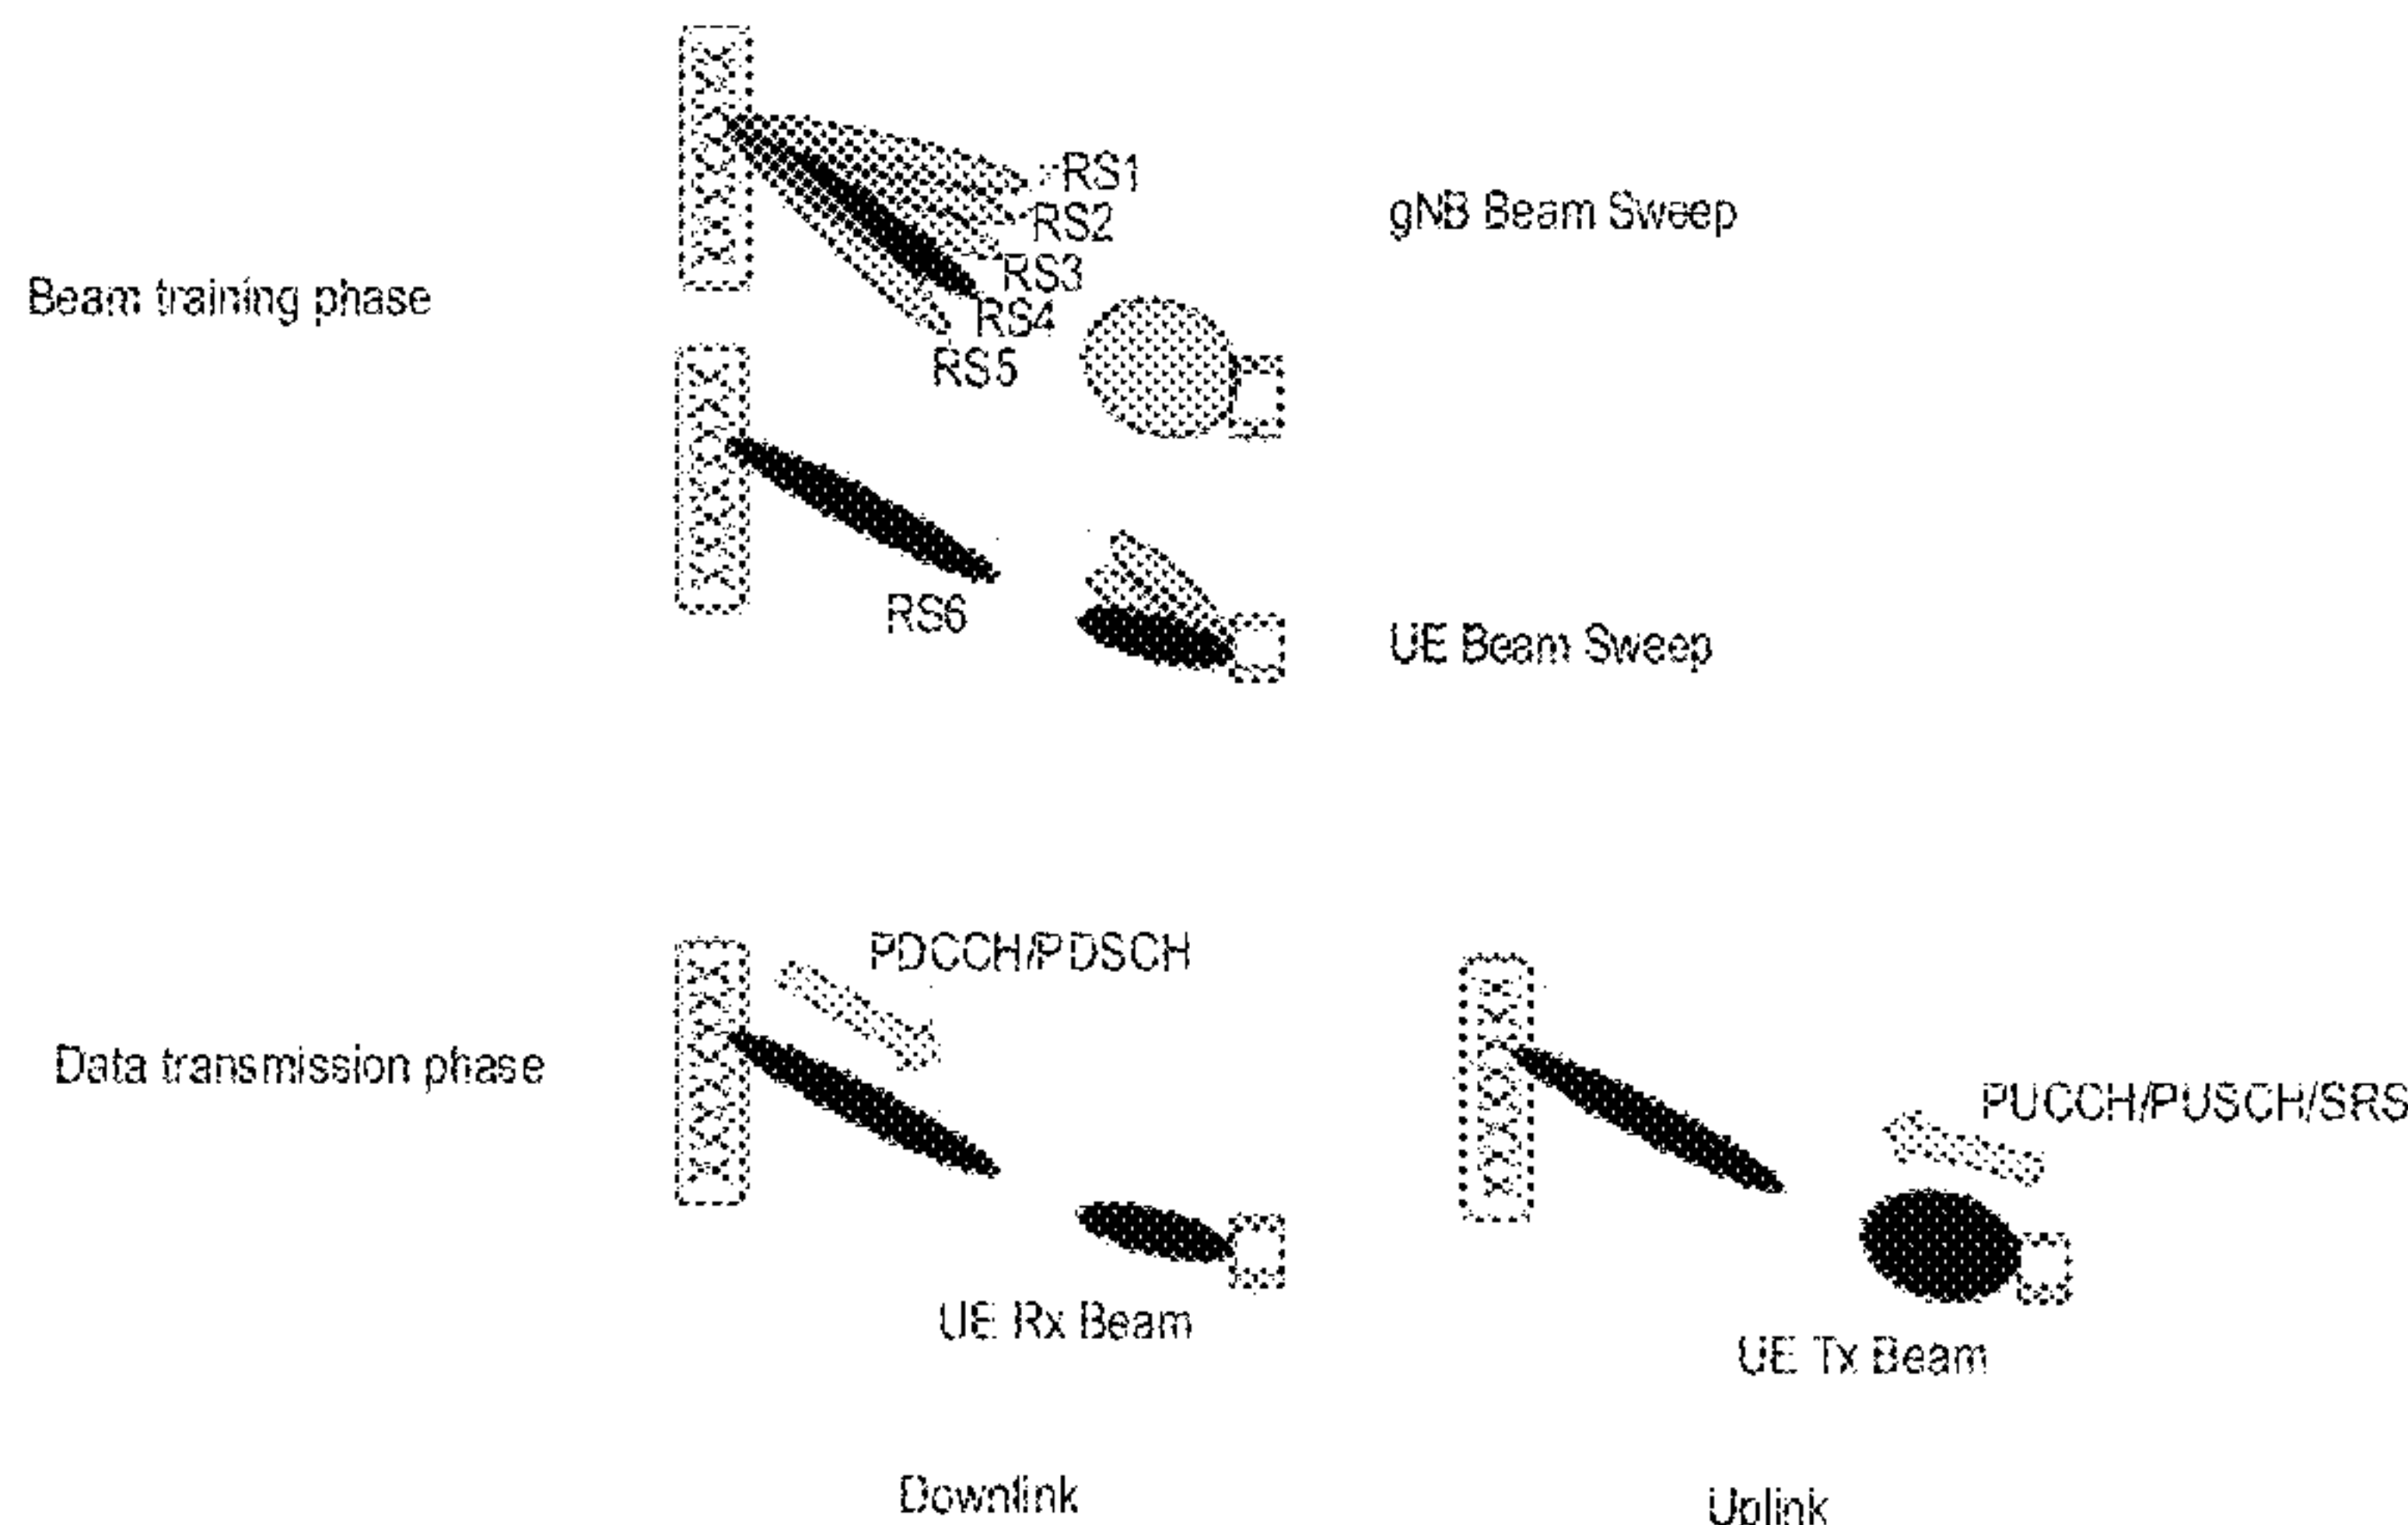 RS1
gNB Beam Sweep
RS2
RS3
Beam training phase
RS4
RS5
RS6
UE Beam Sweep
PDCCH/PDSCH
Data transmission phase
PUCCH/PUSCH/SRS
UE Rx Beam
UE Tx Beam
Downlink
Uplink